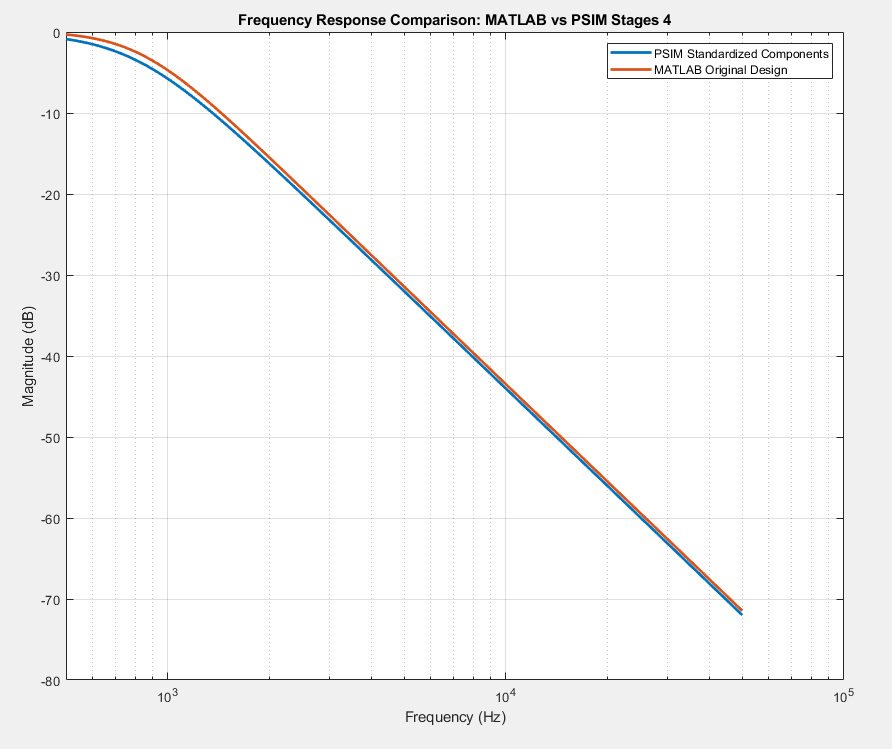 Frequency Response Comparison: MATLAB vs PSIM Stages 4
PSIM Standardized Components
MATLAB Original Design
0
-10
-20
-30
-40
-50
-60
-70
-80
Magnitude (dB)
10³
10⁴
10⁵
Frequency (Hz)